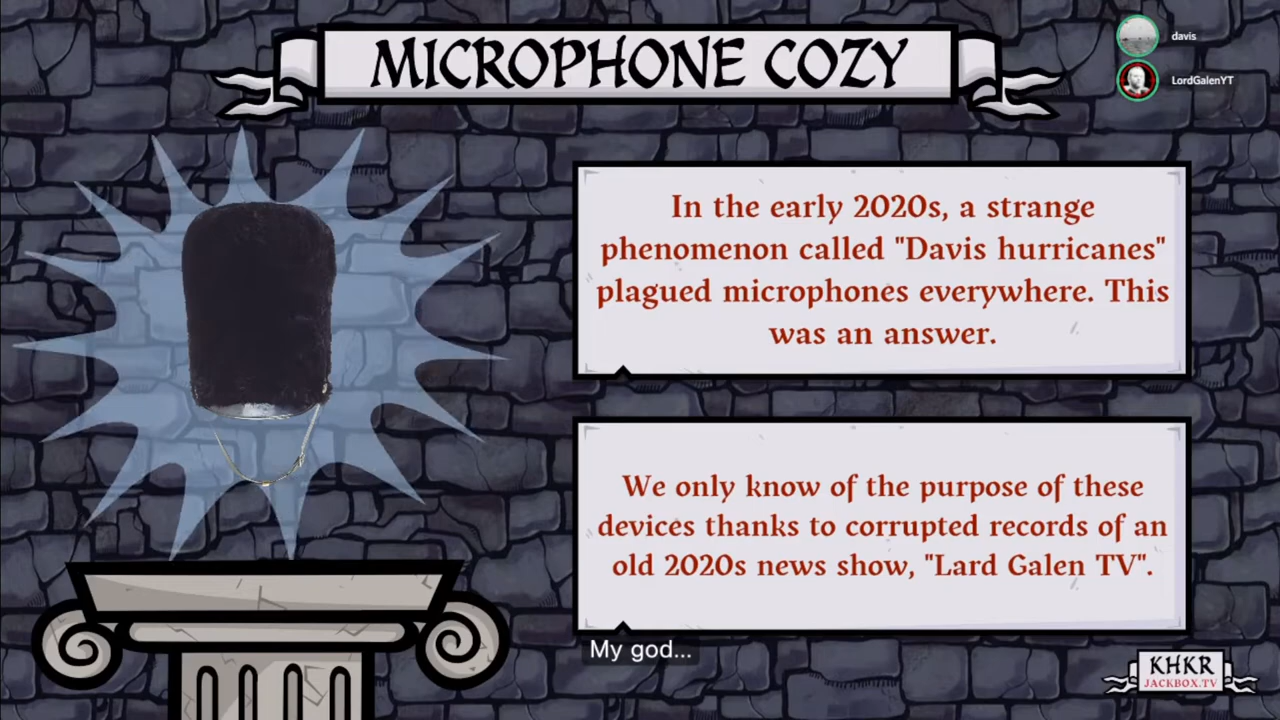 MICROPHONE COZY
davis
LordGalenYT
In the early 2020s, a strange
phenomenon called "Davis hurricanes"
plagued microphones everywhere. This
was an answer.
We only know of the purpose of these
devices thanks to corrupted records of an
old 2020s news show, "Lard Galen TV".
My god...
KHKR
JACKBOX.TV